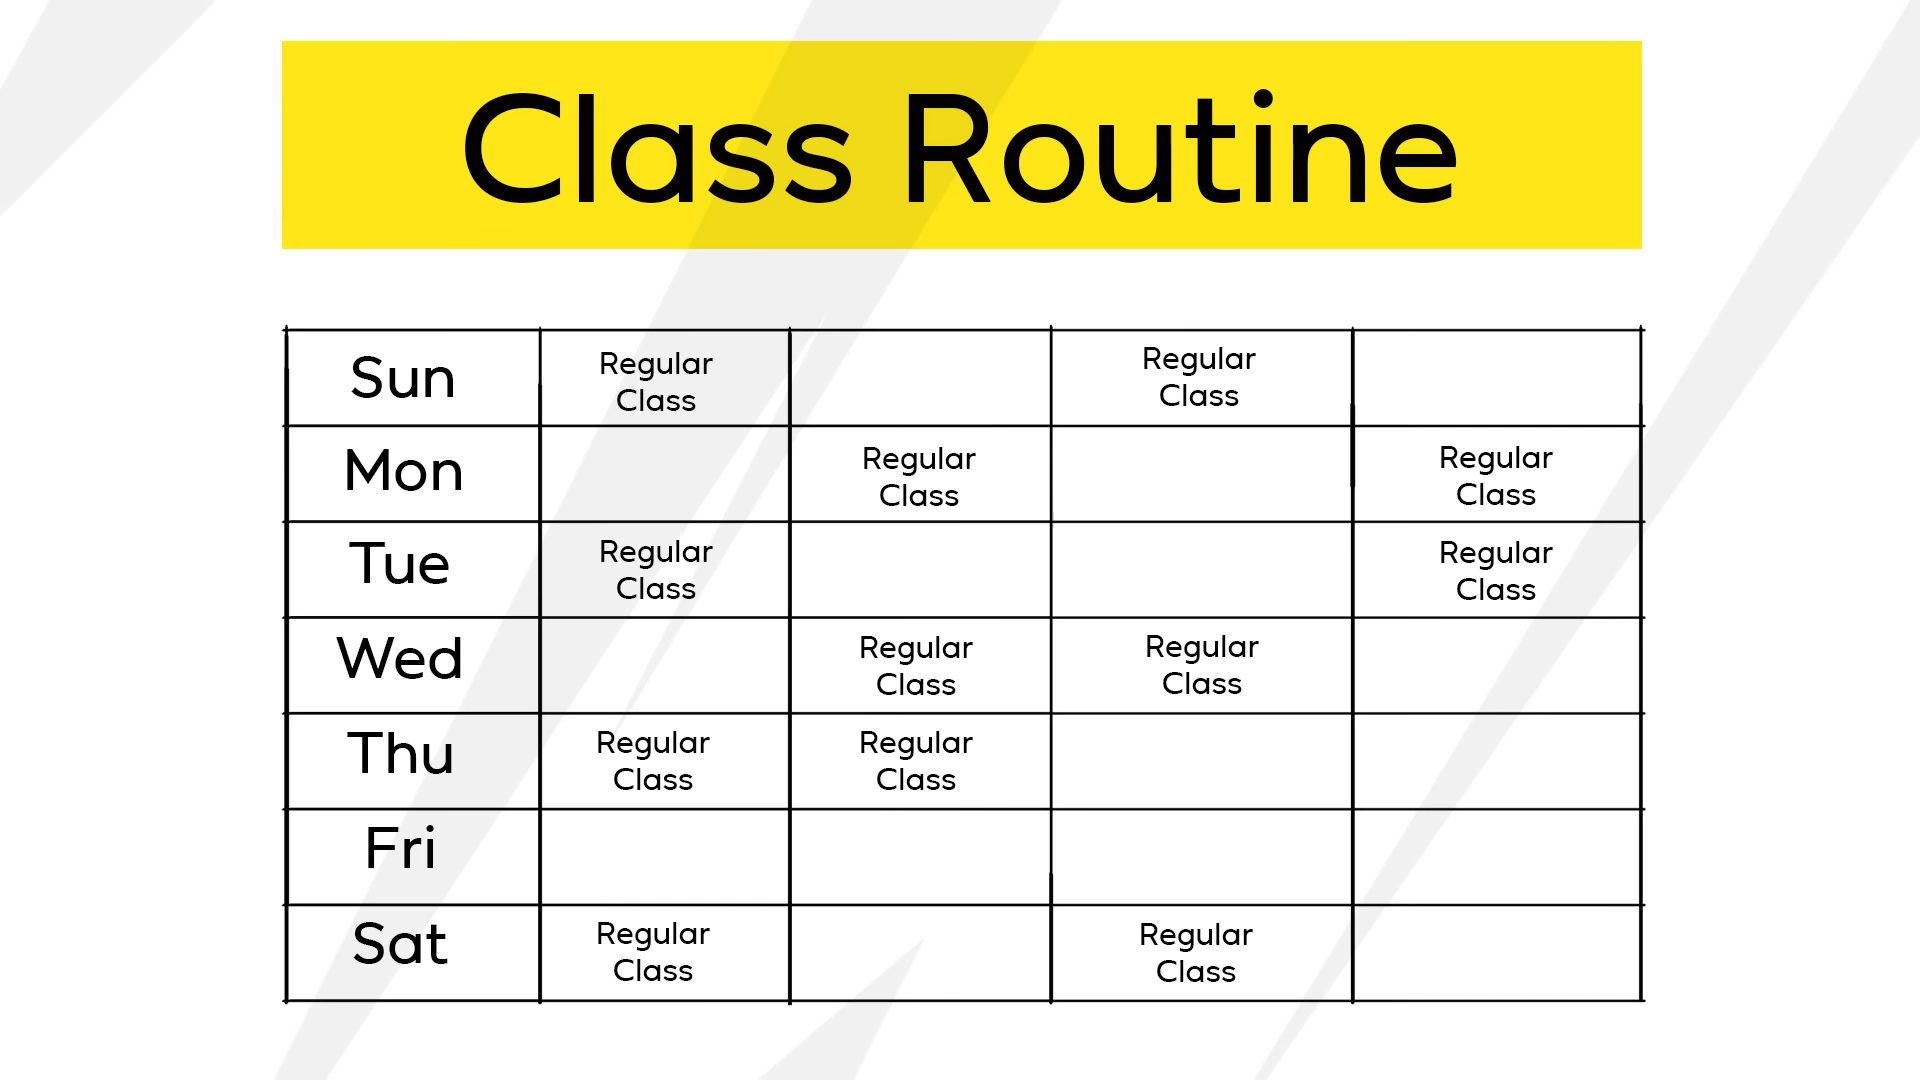 Class Routine
Sun
Regular
Class
Regular
Class
Mon
Regular
Class
Regular
Class
Tue
Regular
Class
Regular
Class
Wed
Regular
Class
Regular
Class
Thu
Regular
Class
Regular
Class
Fri
Sat
Regular
Class
Regular
Class